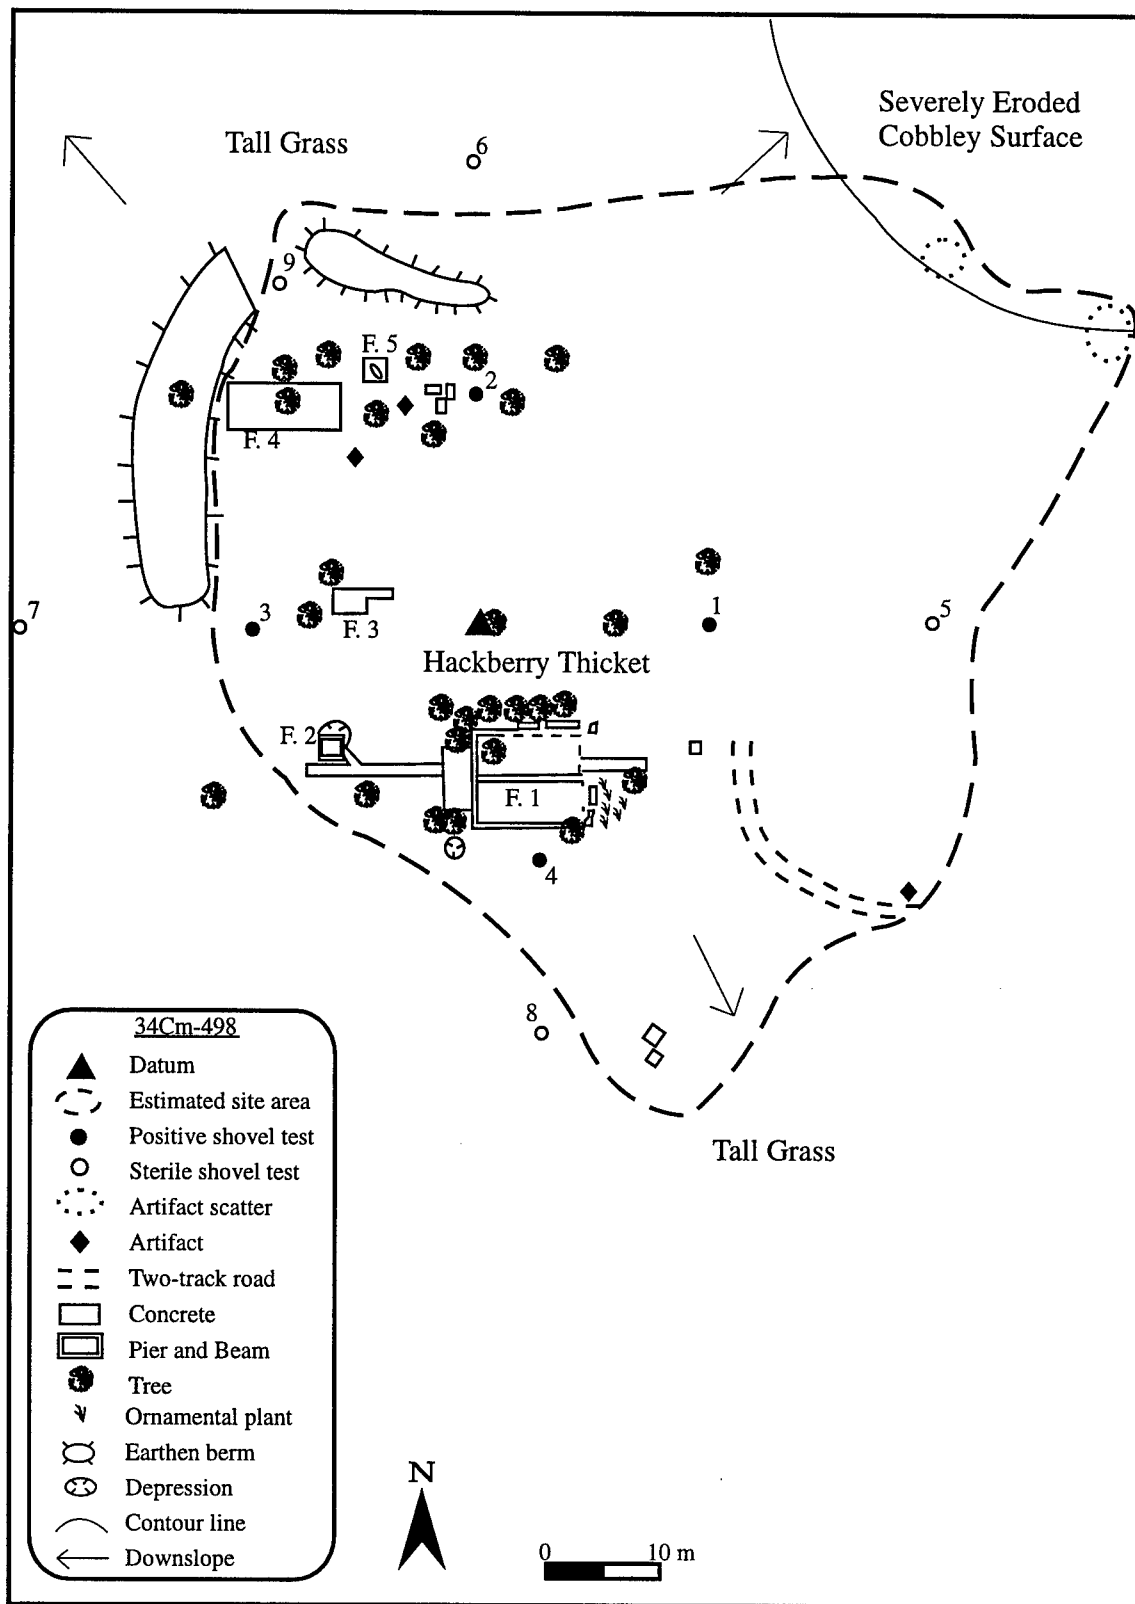 Severely Eroded
Cobbley Surface
Tall Grass
6
9
F. 5
2
F. 4
7
3
F. 3
1
5
Hackberry Thicket
F. 2
F. 1
4
8
Tall Grass
34Cm-498
Datum
Estimated site area
Positive shovel test
Sterile shovel test
Artifact scatter
Artifact
Two-track road
Concrete
Pier and Beam
Tree
Ornamental plant
Earthen berm
Depression
Contour line
Downslope
N
0 10 m